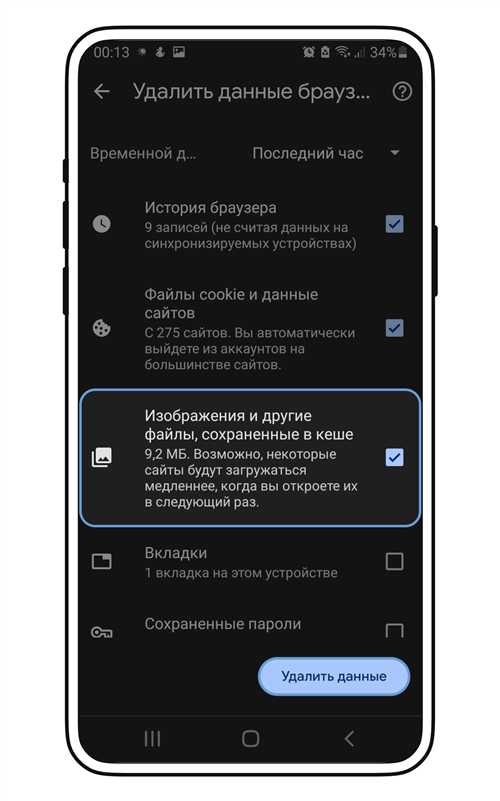 00:13 34%
Удалить данные брауз...
Временной д... Последний час
История браузера
9 записей (не считая данных на
синхронизируемых устройствах)
Файлы cookie и данные
сайтов
С 275 сайтов. Вы автоматически
выйдете из аккаунтов на
большинстве сайтов.
Изображения и другие
файлы, сохраненные в кеше
9,2 МБ. Возможно, некоторые
сайты будут загружаться
медленнее, когда вы откроете их
в следующий раз.
Вкладки
1 вкладка на этом устройстве
Сохраненные пароли
Удалить данные